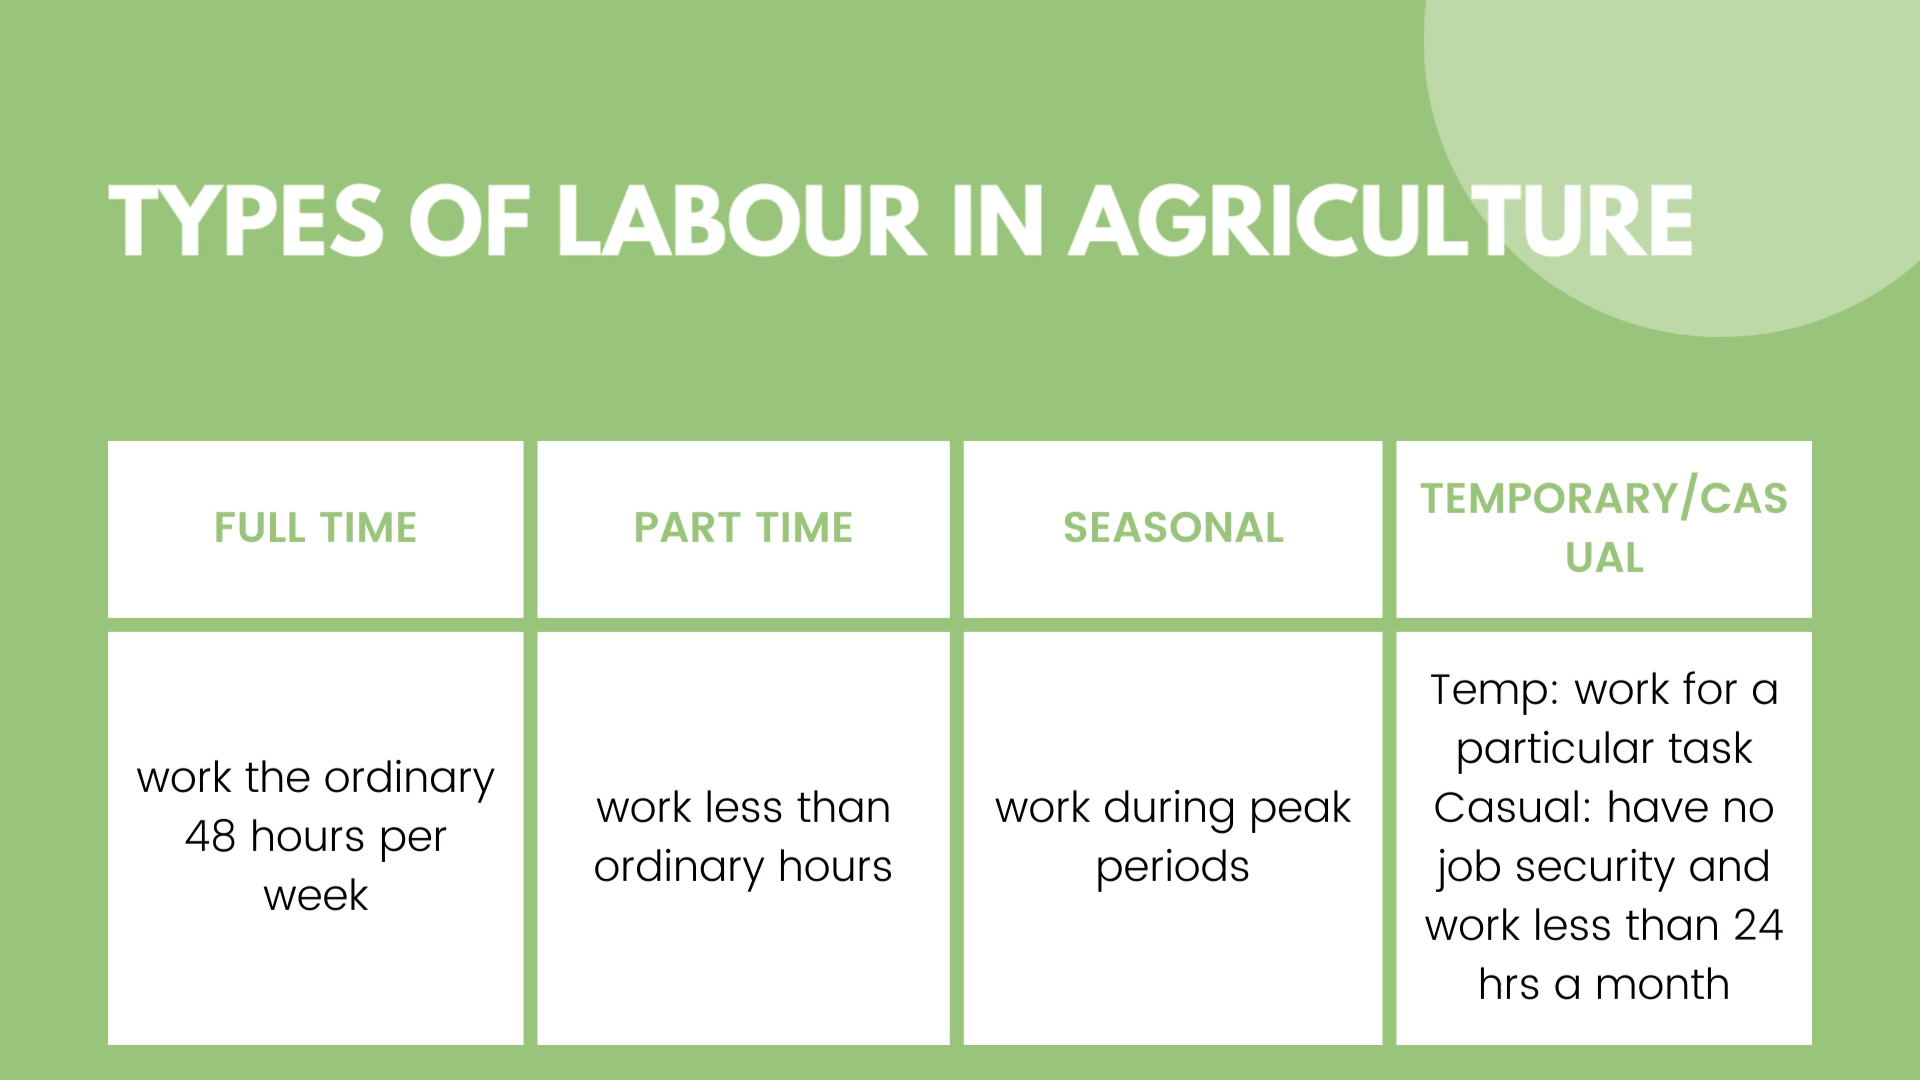 TYPES OF LABOUR IN AGRICULTURE
FULL TIME
PART TIME
SEASONAL
TEMPORARY/CAS
UAL
work the ordinary
48 hours per
week
work less than
ordinary hours
work during peak
periods
Temp: work for a
particular task
Casual: have no
job security and
work less than 24
hrs a month